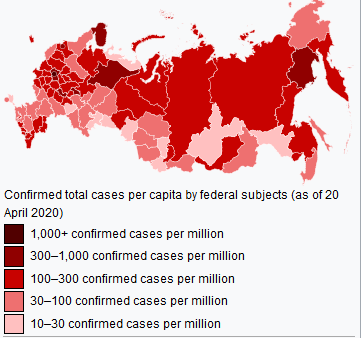 Confirmed total cases per capita by federal subjects (as of 20
April 2020)
1,000+ confirmed cases per million
300–1,000 confirmed cases per million
100–300 confirmed cases per million
30–100 confirmed cases per million
10–30 confirmed cases per million